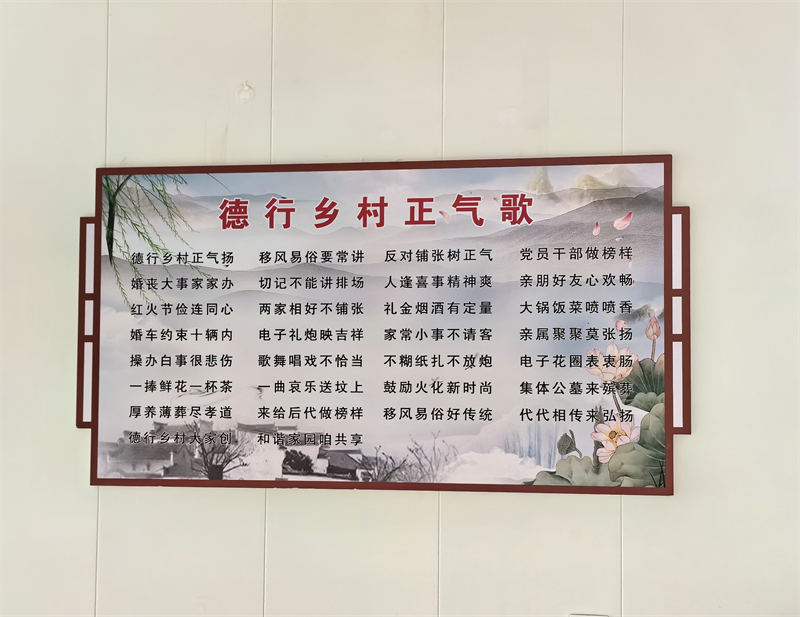 德行乡村正气歌
德行乡村正气扬 移风易俗要常讲 反对铺张树正气 党员干部做榜样
婚丧大事家家办 切记不能讲排场 人逢喜事精神爽 亲朋好友心欢畅
红火节俭连同心 两家相好不铺张 礼金烟酒有定量 大锅饭菜喷喷香
婚车约束十辆内 电子礼炮映吉祥 家常小事不请客 亲属聚聚莫张扬
操办白事很悲伤 歌舞唱戏不恰当 不糊纸扎不放炮 电子花圈表衷肠
一捧鲜花一杯茶 一曲哀乐送坟上 鼓励火化新时尚 集体公墓来殡葬
厚养薄葬尽孝道 来给后代做榜样 移风易俗好传统 代代相传来弘扬
德行乡村大家创 和谐家园咱共享